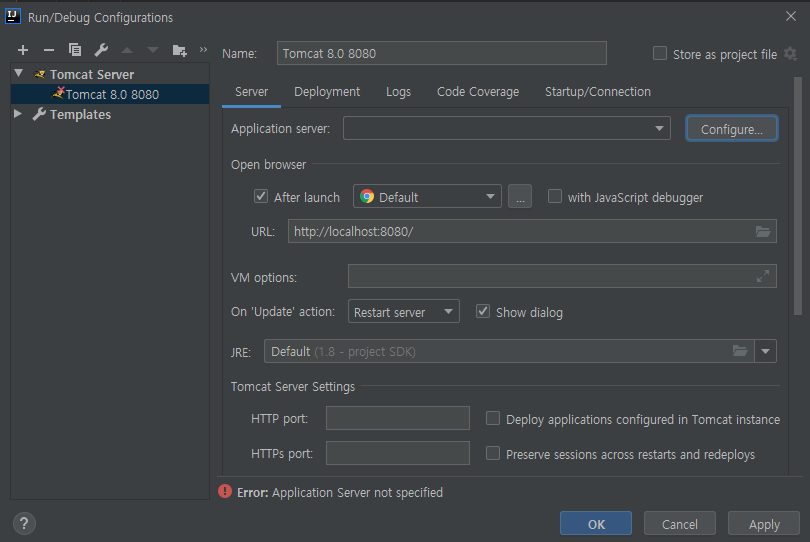 IJ Run/Debug Configurations
Name: Tomcat 8.0 8080 Store as project file
Tomcat Server
Tomcat 8.0 8080
Templates
Server Deployment Logs Code Coverage Startup/Connection
Application server: Configure...
Open browser
After launch Default ... with JavaScript debugger
URL: http://localhost:8080/
VM options:
On 'Update' action: Restart server Show dialog
JRE: Default (1.8 - project SDK)
Tomcat Server Settings
HTTP port: Deploy applications configured in Tomcat instance
HTTPs port: Preserve sessions across restarts and redeploys
Error: Application Server not specified
? OK Cancel Apply